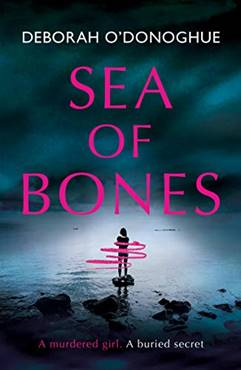 DEBORAH O'DONOGHUE
SEA
OF
BONES
A murdered girl. A buried secret